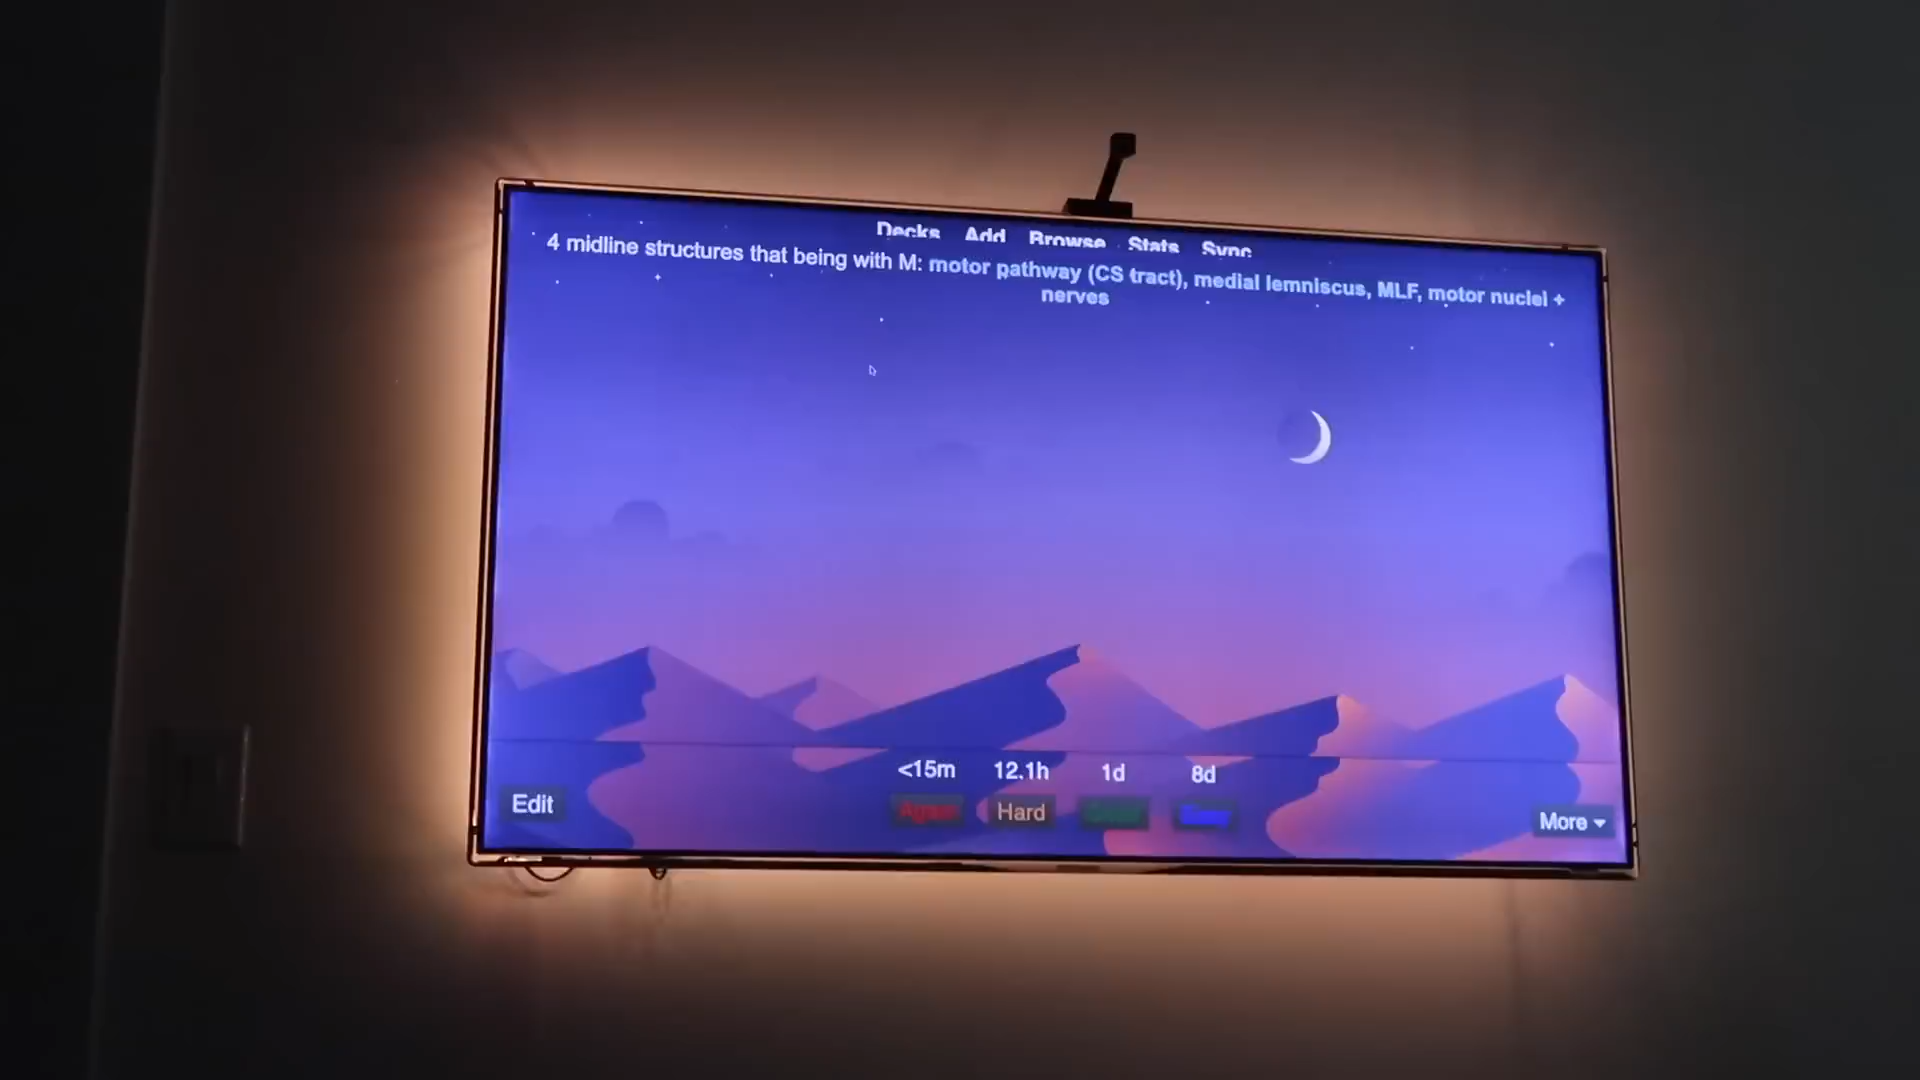 Decks Add Browse Stats Sync
4 midline structures that being with M: motor pathway (CS tract), medial lemniscus, MLF, motor nuclei +
nerves
<15m 12.1h 1d 8d
Edit Again Hard More